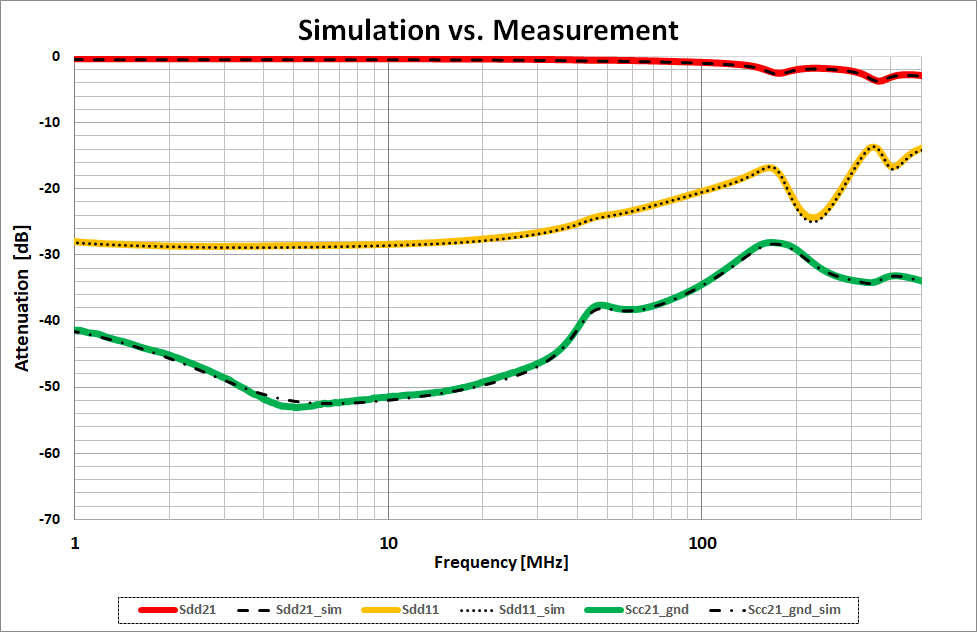 Simulation vs. Measurement
0
-10
-20
-30
-40
-50
-60
-70
Attenuation [dB]
1 10 100
Frequency [MHz]
Sdd21 Sdd21_sim Sdd11 Sdd11_sim Scc21_gnd Scc21_gnd_sim